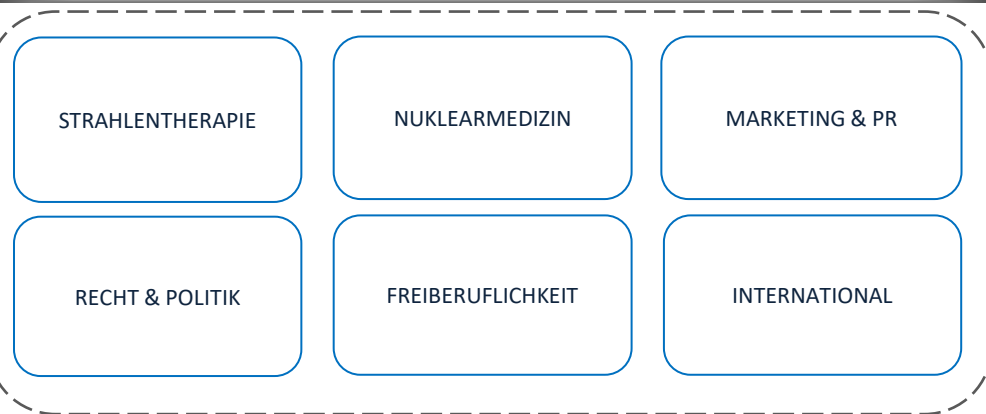 STRAHLENTHERAPIE
NUKLEARMEDIZIN
MARKETING & PR
RECHT & POLITIK
FREIBERUFLICHKEIT
INTERNATIONAL